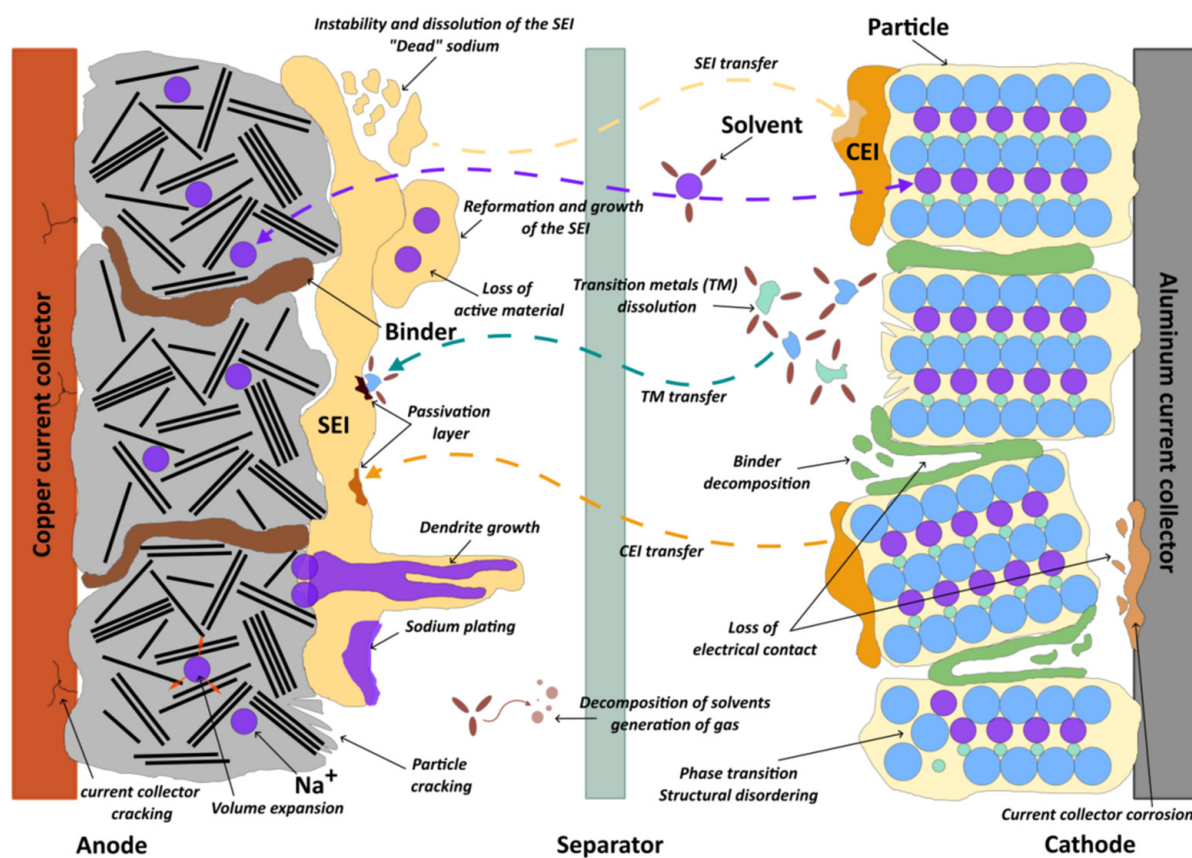 Instability and dissolution of the SEI
"Dead" sodium
SEI transfer
Particle
Solvent
CEI
Reformation and growth
of the SEI
Loss of
active material
Transition metals (TM)
dissolution
Binder
Copper current collector
Aluminum current collector
SEI
Passivation
layer
TM transfer
Binder
decomposition
Dendrite growth
CEI transfer
Sodium plating
Loss of
electrical contact
Decomposition of solvents
generation of gas
Particle
cracking
Na+
Phase transition
Structural disordering
current collector
cracking
Volume expansion
Current collector corrosion
Anode
Separator
Cathode